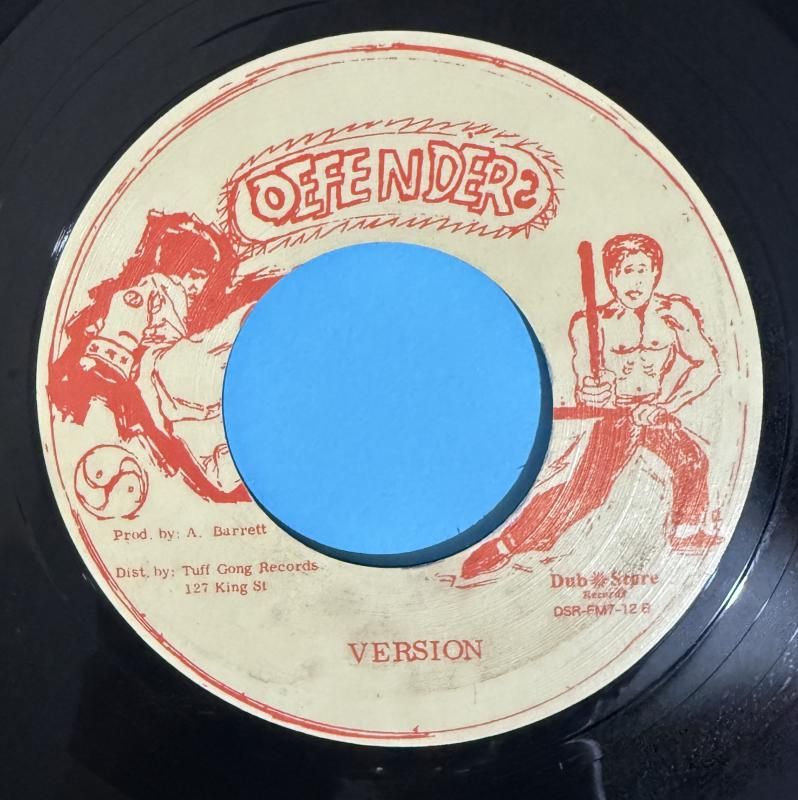 DEFENDERS
Prod. by: A. Barrett
Dist. by: Tuff Gong Records
127 King St
Dub Store
Records
DSR-FM7-12 B
VERSION